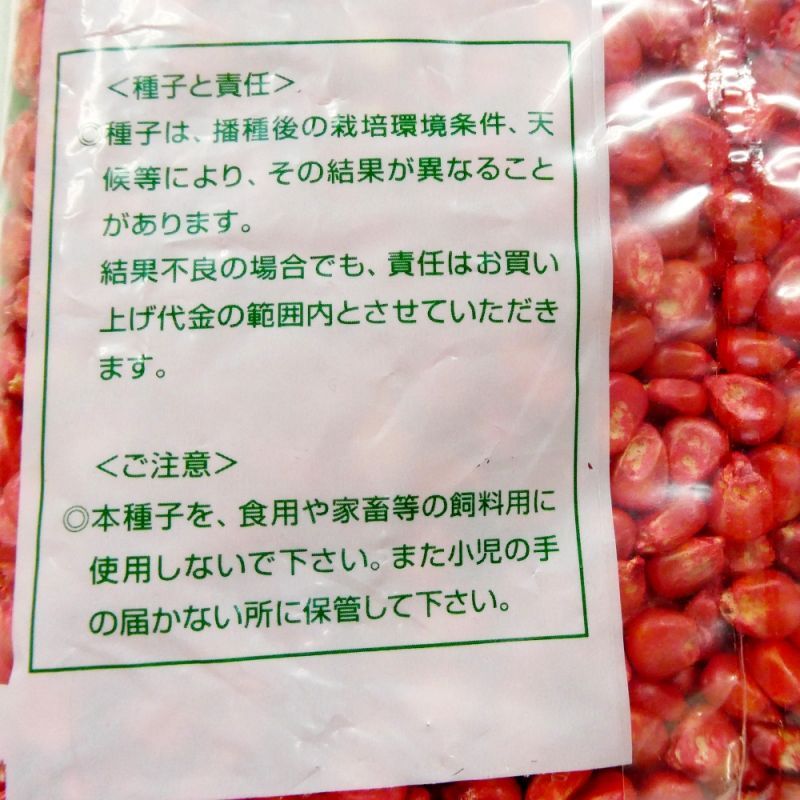 ＜種子と責任＞
◎種子は、播種後の栽培環境条件、天
候等により、その結果が異なること
があります。
結果不良の場合でも、責任はお買い
上げ代金の範囲内とさせていただき
ます。
＜ご注意＞
◎本種子を、食用や家畜等の飼料用に
使用しないで下さい。また小児の手
の届かない所に保管して下さい。